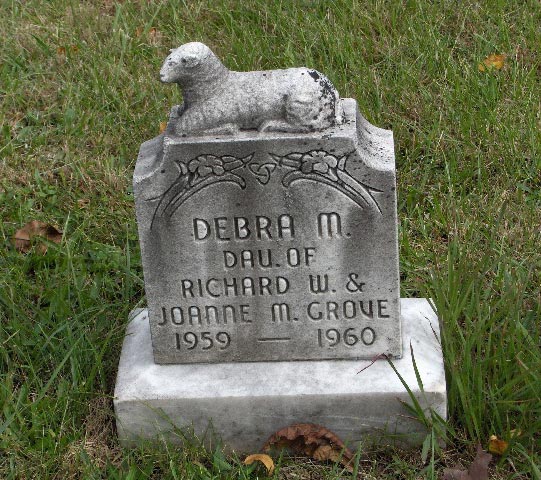 DEBRA M.
DAU. OF
RICHARD W. &
JOANNE M. GROVE
1959 — 1960